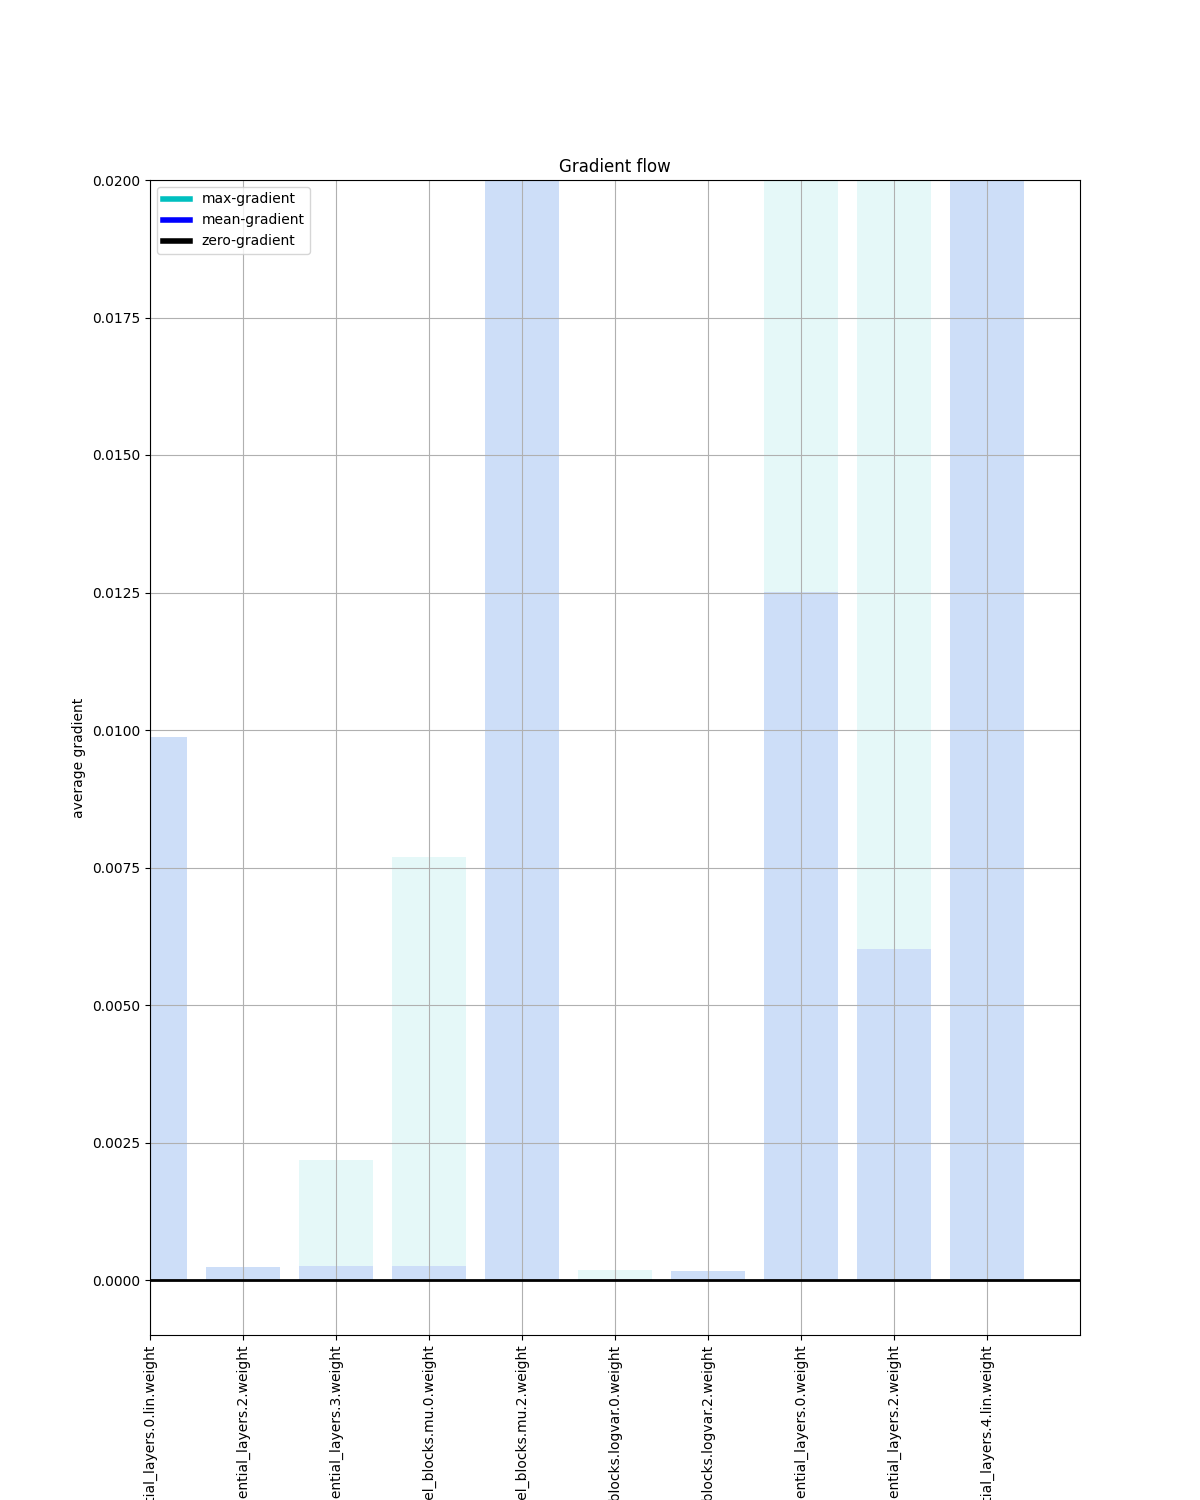 Gradient flow
max-gradient
mean-gradient
zero-gradient
average gradient
0.0200
0.0175
0.0150
0.0125
0.0100
0.0075
0.0050
0.0025
0.0000
tial_layers.0.lin.weight
ential_layers.2.weight
ential_layers.3.weight
el_blocks.mu.0.weight
el_blocks.mu.2.weight
blocks.logvar.0.weight
blocks.logvar.2.weight
ential_layers.0.weight
ential_layers.2.weight
tial_layers.4.lin.weight